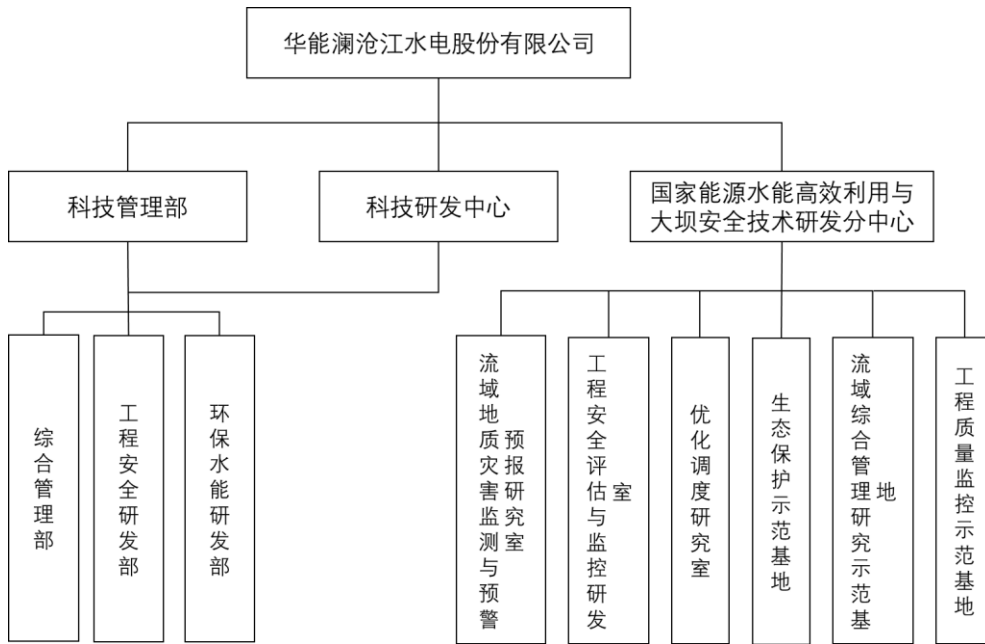 华能澜沧江水电股份有限公司
科技管理部
科技研发中心
国家能源水能高效利用与
大坝安全技术研发分中心
综合管理部
工程安全研发部
环保水能研发部
流域地质灾害监测与预警
预报研究室
工程安全评估与监控研发
室
优化调度研究室
生态保护示范基地
流域综合管理研究示范基
地
工程质量监控示范基地